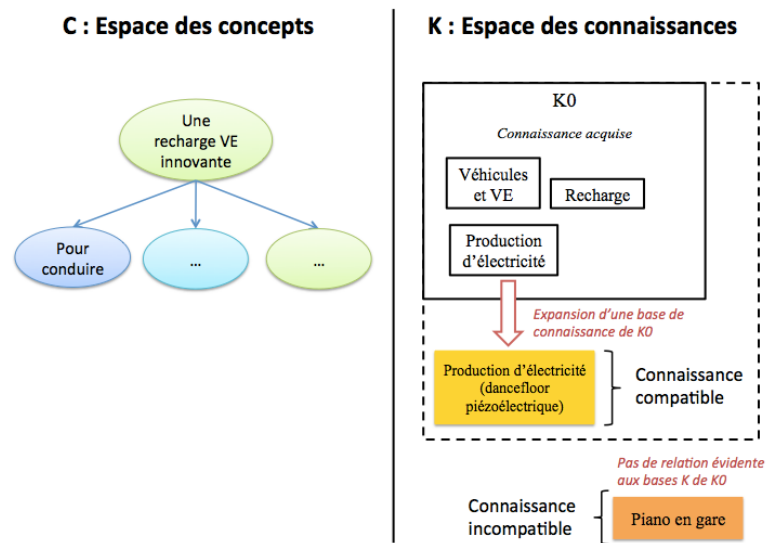 C : Espace des concepts
Une
recharge VE
innovante
Pour
conduire
...
...
K : Espace des connaissances
K0
Connaissance acquise
Véhicules
et VE
Recharge
Production
d’électricité
Expansion d’une base de
connaissance de K0
Production d’électricité
(dancefloor
piézoélectrique)
Connaissance
compatible
Pas de relation évidente
aux bases K de K0
Connaissance
incompatible
Piano en gare